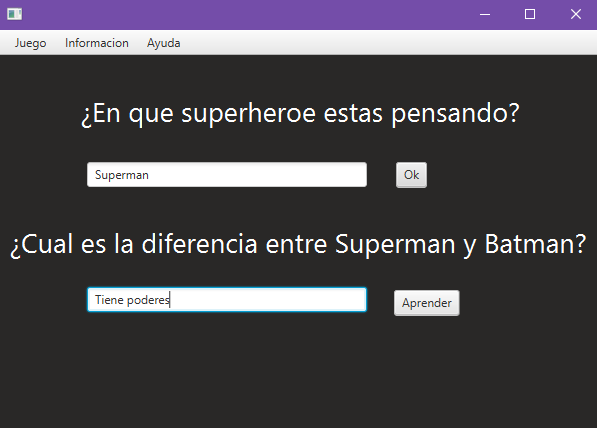 Juego Informacion Ayuda
¿En que superheroe estas pensando?
Superman Ok
¿Cual es la diferencia entre Superman y Batman?
Tiene poderes Aprender